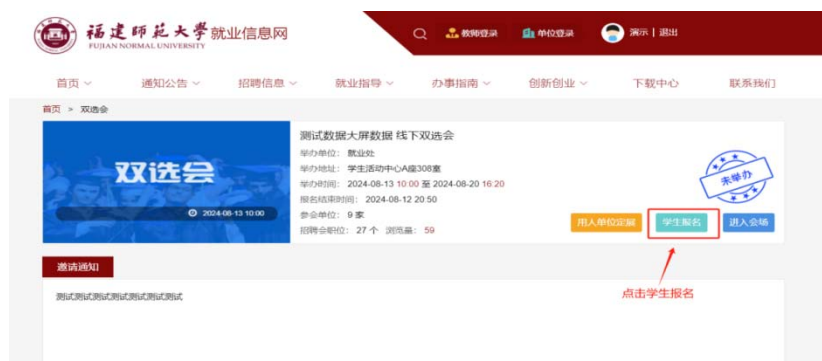 福建师范大学 就业信息网
FUJIAN NORMAL UNIVERSITY
教师登录 单位登录 演示 | 退出
首页 通知公告 招聘信息 就业指导 办事指南 创新创业 下载中心 联系我们
首页 > 双选会
双选会
2024-08-13 10:00
测试数据大屏数据 线下双选会
举办单位: 就业处
举办地址: 学生活动中心A座308室
举办时间: 2024-08-13 10:00 至 2024-08-20 16:20
报名结束时间: 2024-08-12 20:50
参会单位: 9 家
招聘会职位: 27 个 浏览量: 59
未举办
用人单位定展 学生报名 进入会场
邀请通知
点击学生报名
测试测试测试测试测试测试测试